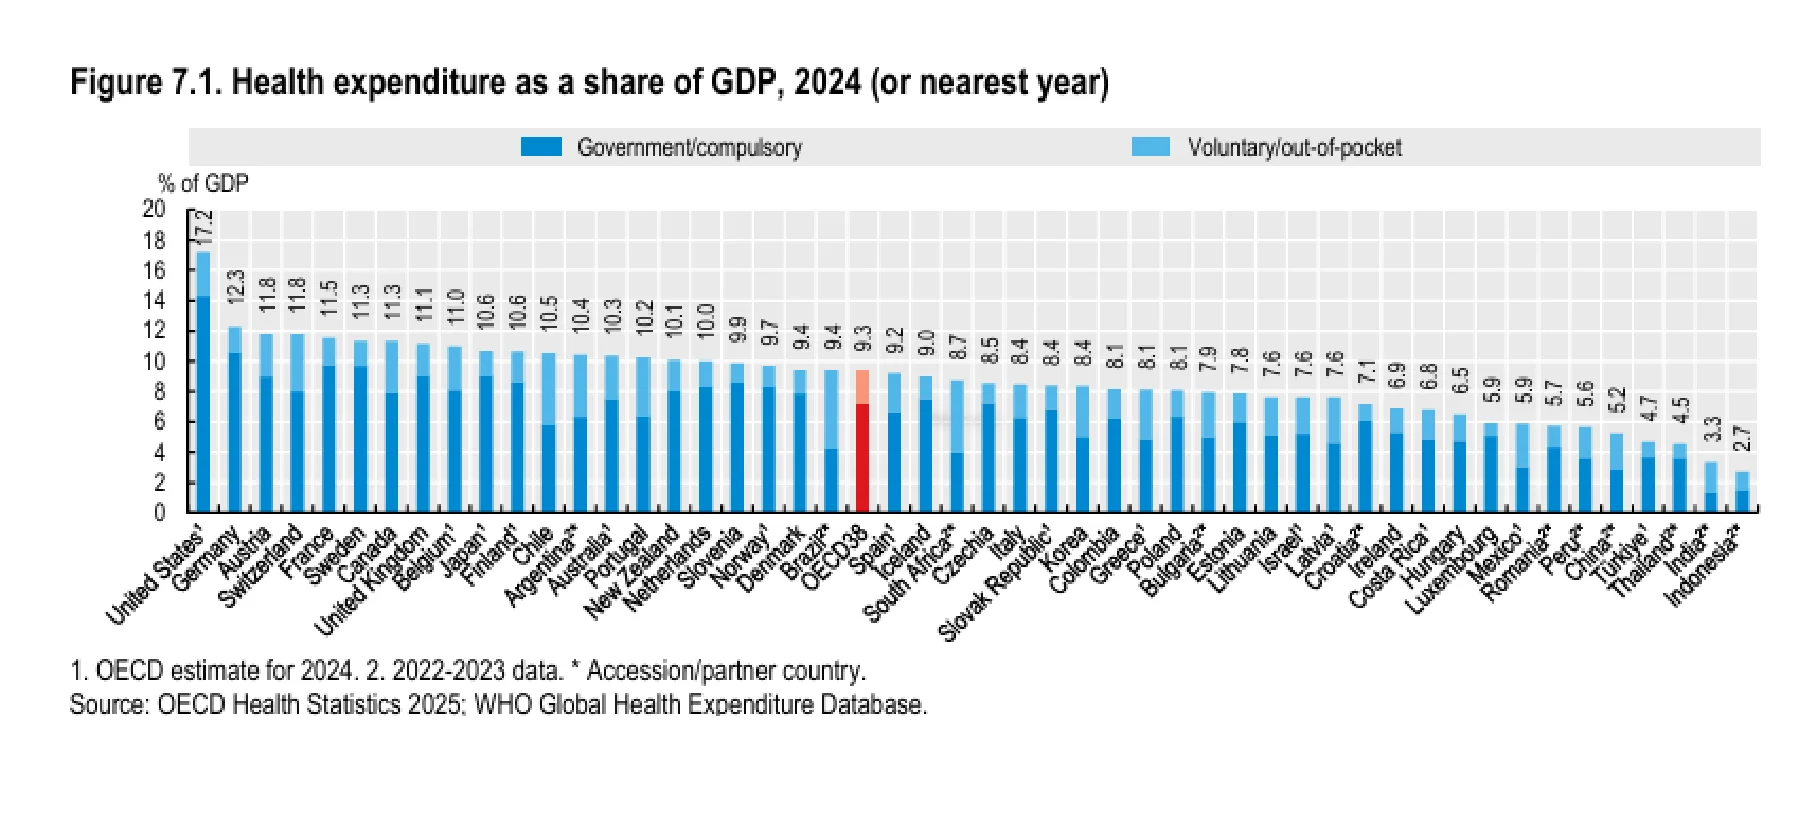 Figure 7.1. Health expenditure as a share of GDP, 2024 (or nearest year)
Government/compulsory Voluntary/out-of-pocket
% of GDP
20
18
16
14
12
10
8
6
4
2
0
17.2 12.3 11.8 11.8 11.5 11.3 11.3 11.1 11.0 10.6 10.6 10.5 10.4 10.3 10.2 10.1 10.0 9.9 9.7 9.4 9.4 9.3 9.2 9.0 8.7 8.5 8.4 8.4 8.4 8.1 8.1 8.1 7.9 7.8 7.6 7.6 7.6 7.1 6.9 6.8 6.5 5.9 5.9 5.7 5.6 5.2 4.7 4.5 3.3 2.7
United States¹
Germany
Austria
Switzerland
France
Sweden
Canada
United Kingdom
Belgium¹
Japan¹
Finland¹
Chile
Argentina²*
Australia¹
Portugal
New Zealand
Netherlands
Slovenia
Norway¹
Denmark
Brazil²*
OECD38
Spain¹
Iceland
South Africa²*
Czechia
Italy
Slovak Republic¹
Korea
Colombia
Greece¹
Poland
Bulgaria²*
Estonia
Lithuania
Israel¹
Latvia¹
Croatia²*
Ireland
Costa Rica¹
Hungary
Luxembourg
Mexico¹
Romania²*
Peru²*
China²*
Türkiye¹
Thailand²*
India²*
Indonesia²*
1. OECD estimate for 2024. 2. 2022-2023 data. * Accession/partner country.
Source: OECD Health Statistics 2025; WHO Global Health Expenditure Database.